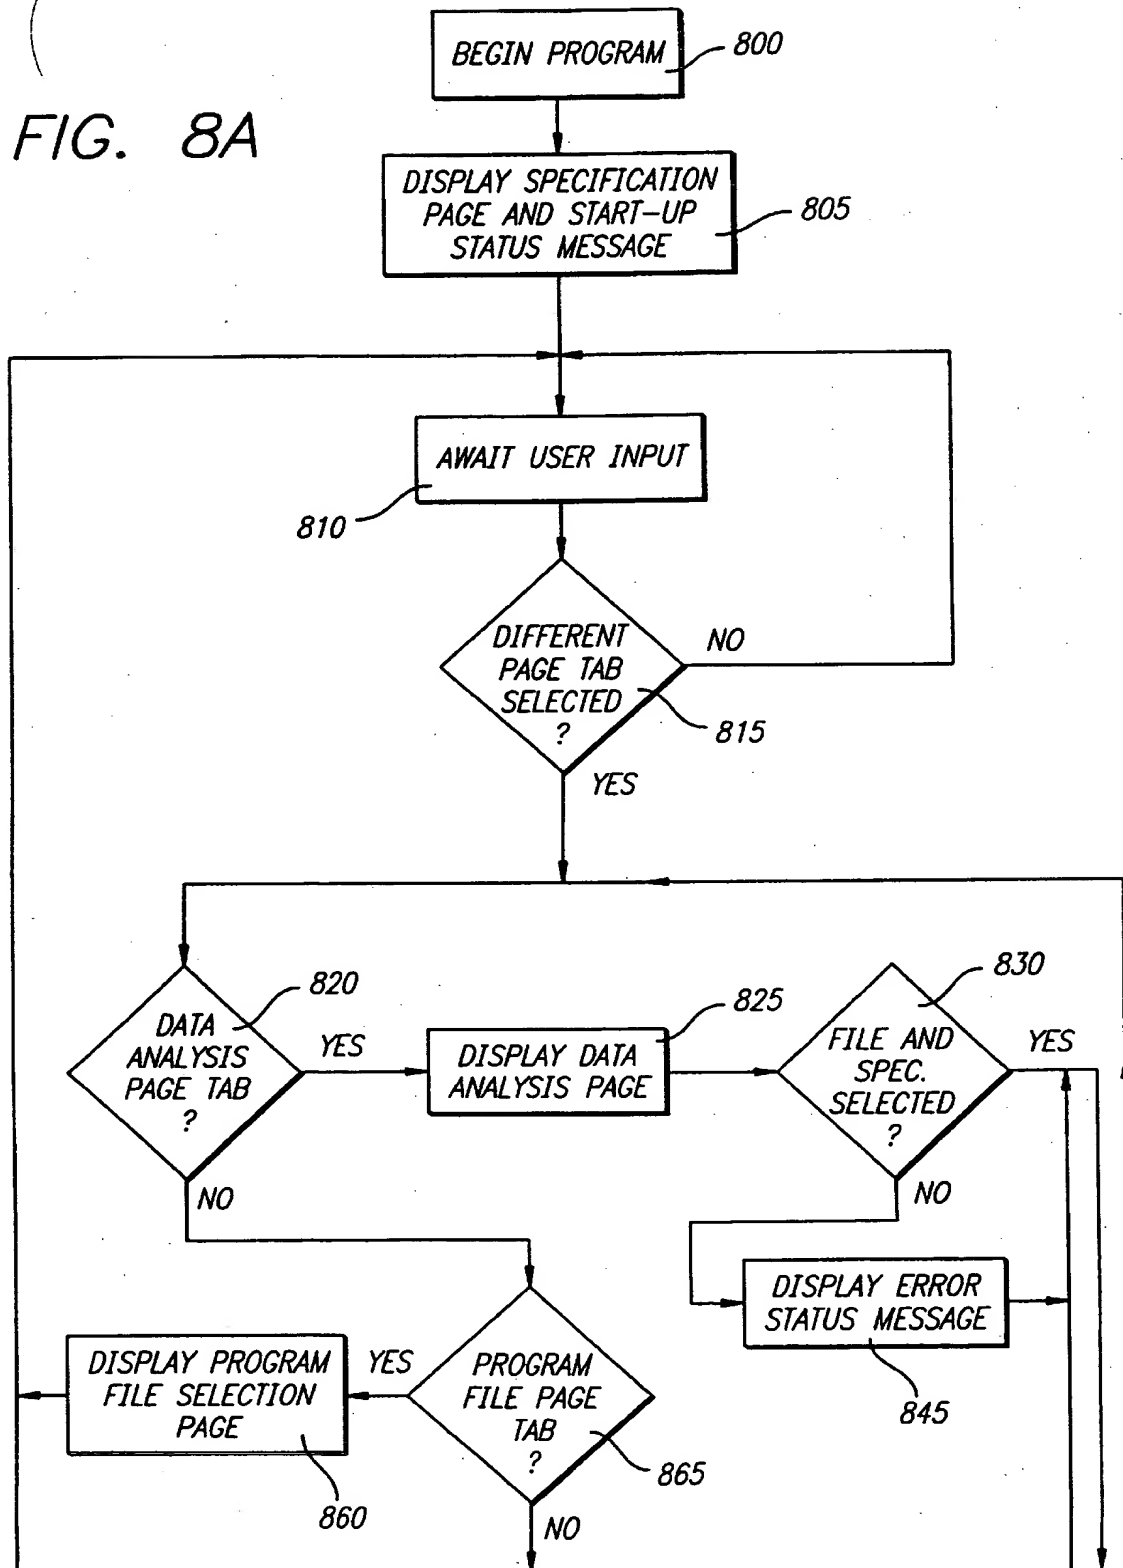 BEGIN PROGRAM
800
FIG. 8A
DISPLAY SPECIFICATION
PAGE AND START-UP
STATUS MESSAGE
805
AWAIT USER INPUT
810
DIFFERENT
PAGE TAB
SELECTED
?
NO
815
YES
820
DATA
ANALYSIS
PAGE TAB
?
YES
NO
825
DISPLAY DATA
ANALYSIS PAGE
830
FILE AND
SPEC.
SELECTED
?
YES
NO
DISPLAY ERROR
STATUS MESSAGE
845
DISPLAY PROGRAM
FILE SELECTION
PAGE
860
YES
PROGRAM
FILE PAGE
TAB
?
865
NO